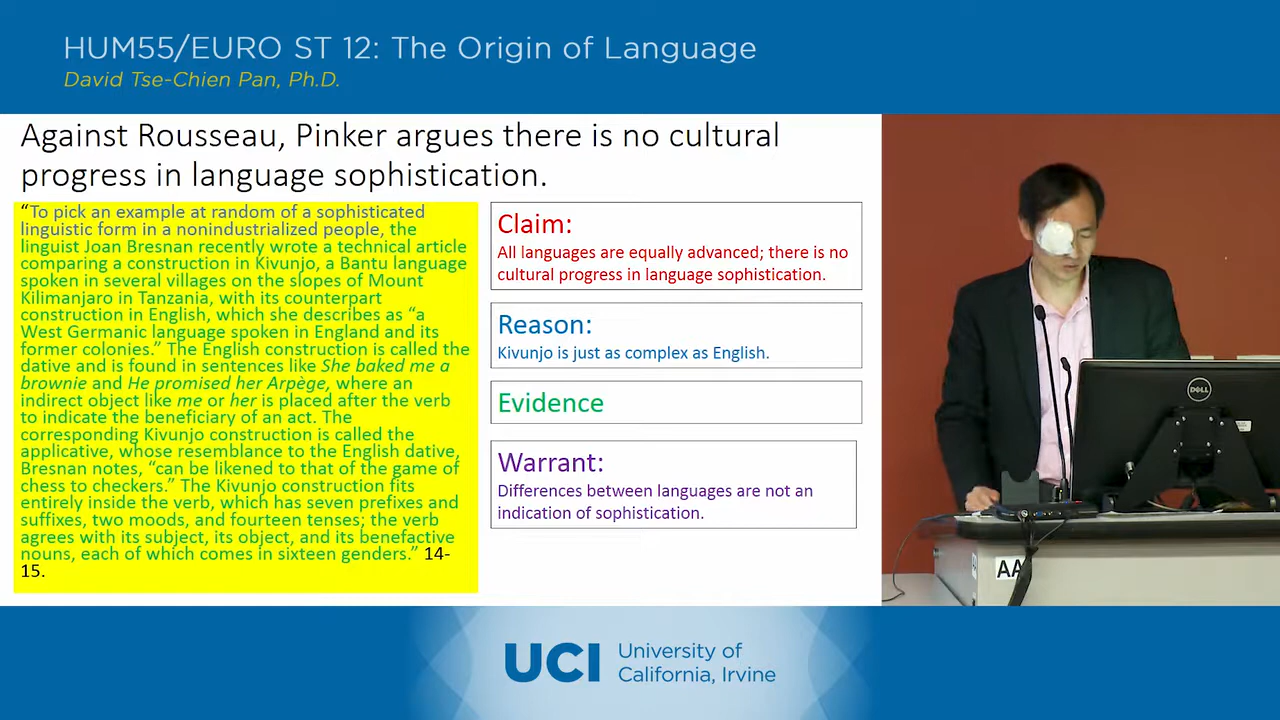 HUM55/EURO ST 12: The Origin of Language
David Tse-Chien Pan, Ph.D.
Against Rousseau, Pinker argues there is no cultural
progress in language sophistication.
“To pick an example at random of a sophisticated
linguistic form in a nonindustrialized people, the
linguist Joan Bresnan recently wrote a technical article
comparing a construction in Kivunjo, a Bantu language
spoken in several villages on the slopes of Mount
Kilimanjaro in Tanzania, with its counterpart
construction in English, which she describes as “a
West Germanic language spoken in England and its
former colonies.” The English construction is called the
dative and is found in sentences like She baked me a
brownie and He promised her Arpège, where an
indirect object like me or her is placed after the verb
to indicate the beneficiary of an act. The
corresponding Kivunjo construction is called the
applicative, whose resemblance to the English dative,
Bresnan notes, “can be likened to that of the game of
chess to checkers.” The Kivunjo construction fits
entirely inside the verb, which has seven prefixes and
suffixes, two moods, and fourteen tenses; the verb
agrees with its subject, its object, and its benefactive
nouns, each of which comes in sixteen genders.” 14-
15.
Claim:
All languages are equally advanced; there is no
cultural progress in language sophistication.
Reason:
Kivunjo is just as complex as English.
Evidence
Warrant:
Differences between languages are not an
indication of sophistication.
DELL
AA
UCI University of
California, Irvine